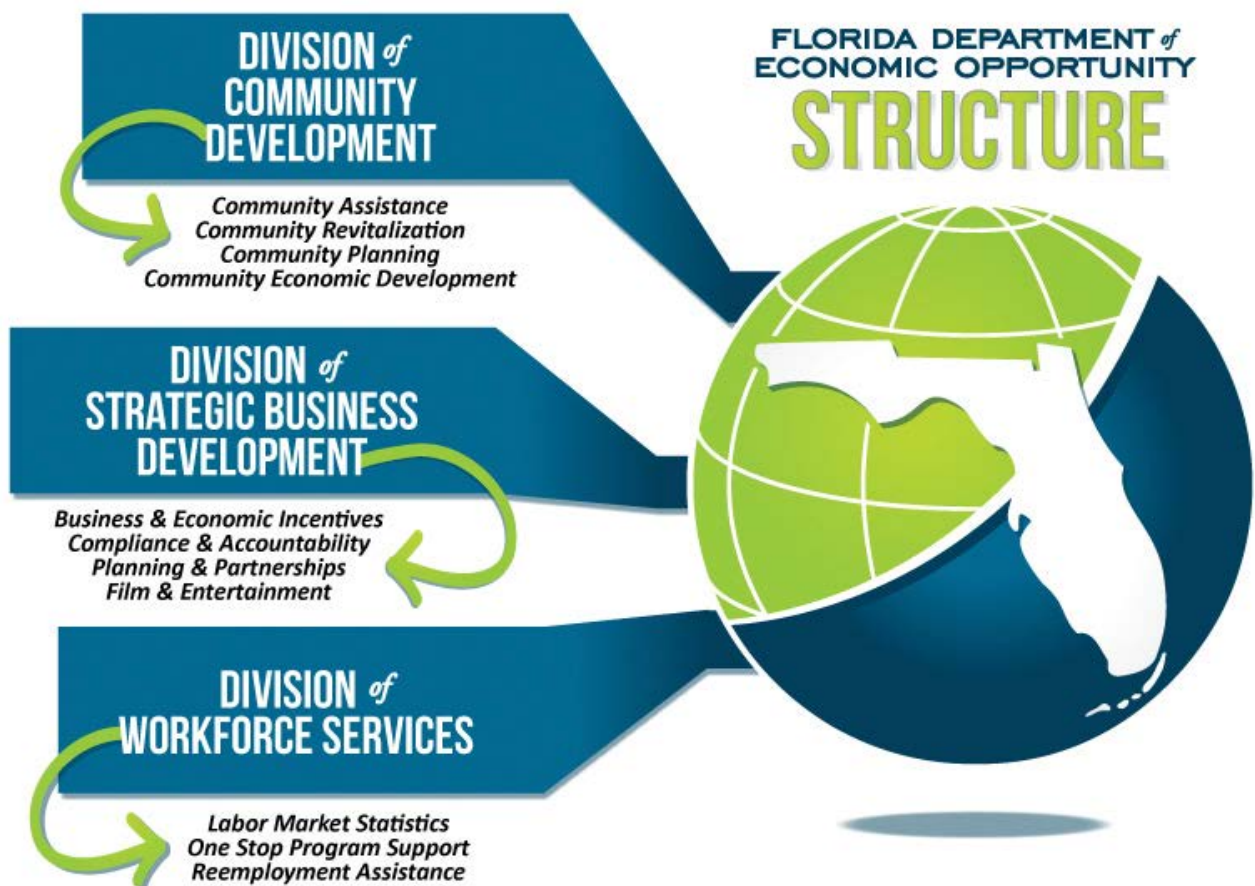 FLORIDA DEPARTMENT of
ECONOMIC OPPORTUNITY
STRUCTURE
DIVISION of
COMMUNITY
DEVELOPMENT
Community Assistance
Community Revitalization
Community Planning
Community Economic Development
DIVISION of
STRATEGIC BUSINESS
DEVELOPMENT
Business & Economic Incentives
Compliance & Accountability
Planning & Partnerships
Film & Entertainment
DIVISION of
WORKFORCE SERVICES
Labor Market Statistics
One Stop Program Support
Reemployment Assistance